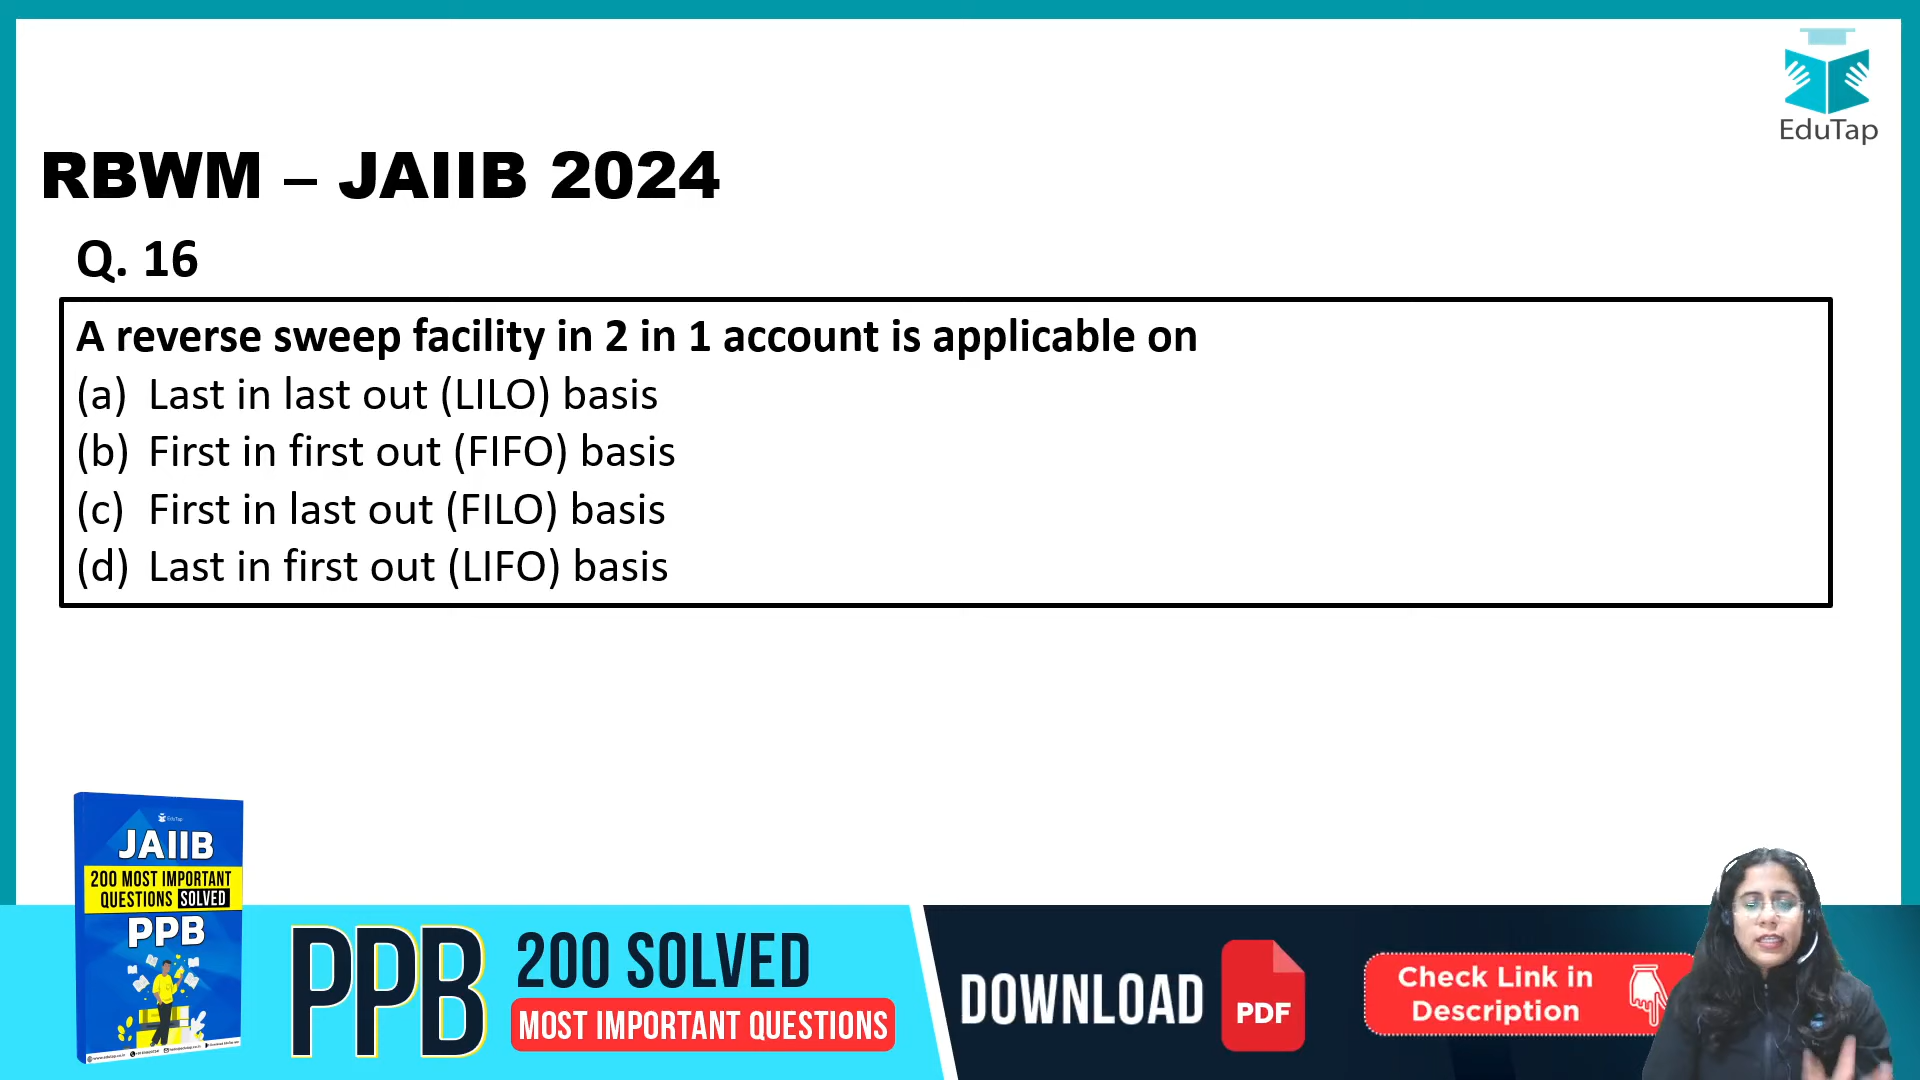 EduTap
RBWM – JAIIB 2024
Q. 16
A reverse sweep facility in 2 in 1 account is applicable on
(a) Last in last out (LILO) basis
(b) First in first out (FIFO) basis
(c) First in last out (FILO) basis
(d) Last in first out (LIFO) basis
EduTap
JAIIB
200 MOST IMPORTANT
QUESTIONS SOLVED
PPB
PPB
200 SOLVED
MOST IMPORTANT QUESTIONS
DOWNLOAD
PDF
Check Link in
Description